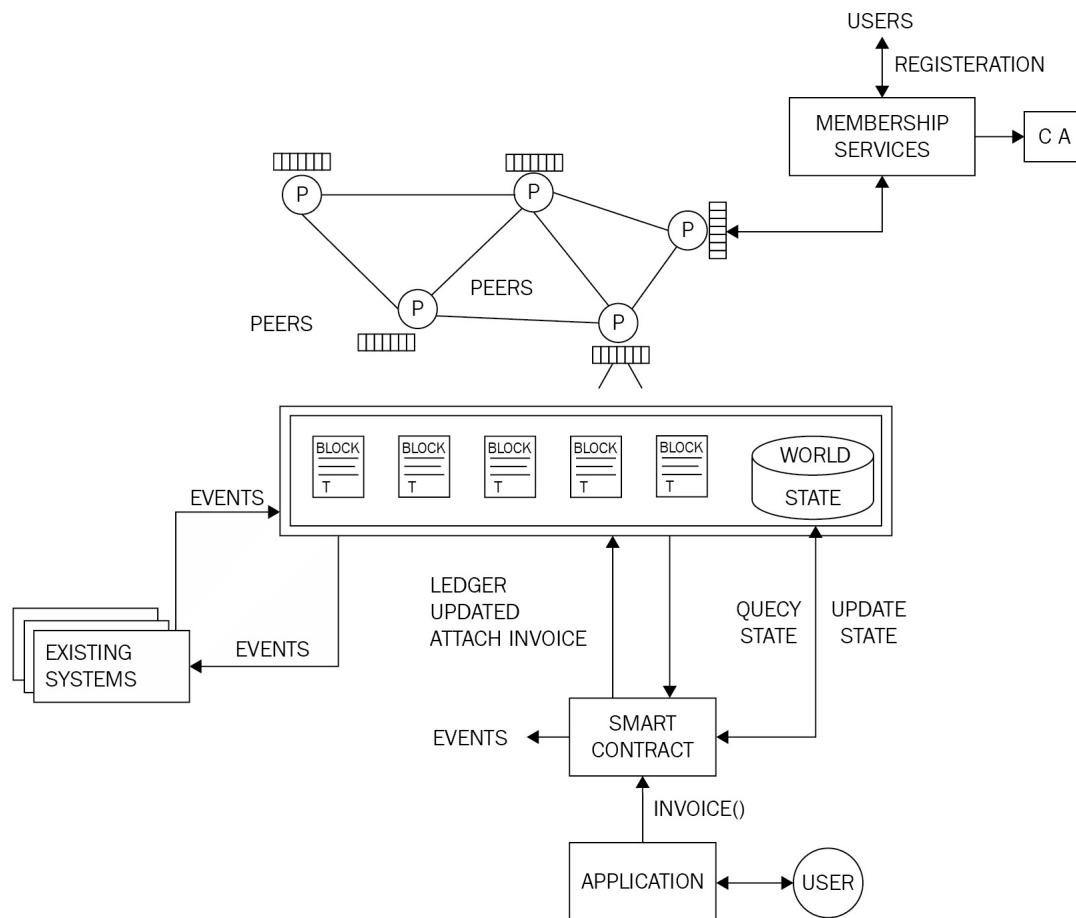 USERS
REGISTERATION
MEMBERSHIP
SERVICES
C A
P
P
P
PEERS
P
PEERS
P
BLOCK
T
BLOCK
T
BLOCK
T
BLOCK
T
BLOCK
T
WORLD
STATE
EVENTS
LEDGER
UPDATED
ATTACH INVOICE
QUECY
STATE
UPDATE
STATE
EVENTS
EXISTING
SYSTEMS
SMART
CONTRACT
EVENTS
INVOICE()
APPLICATION
USER